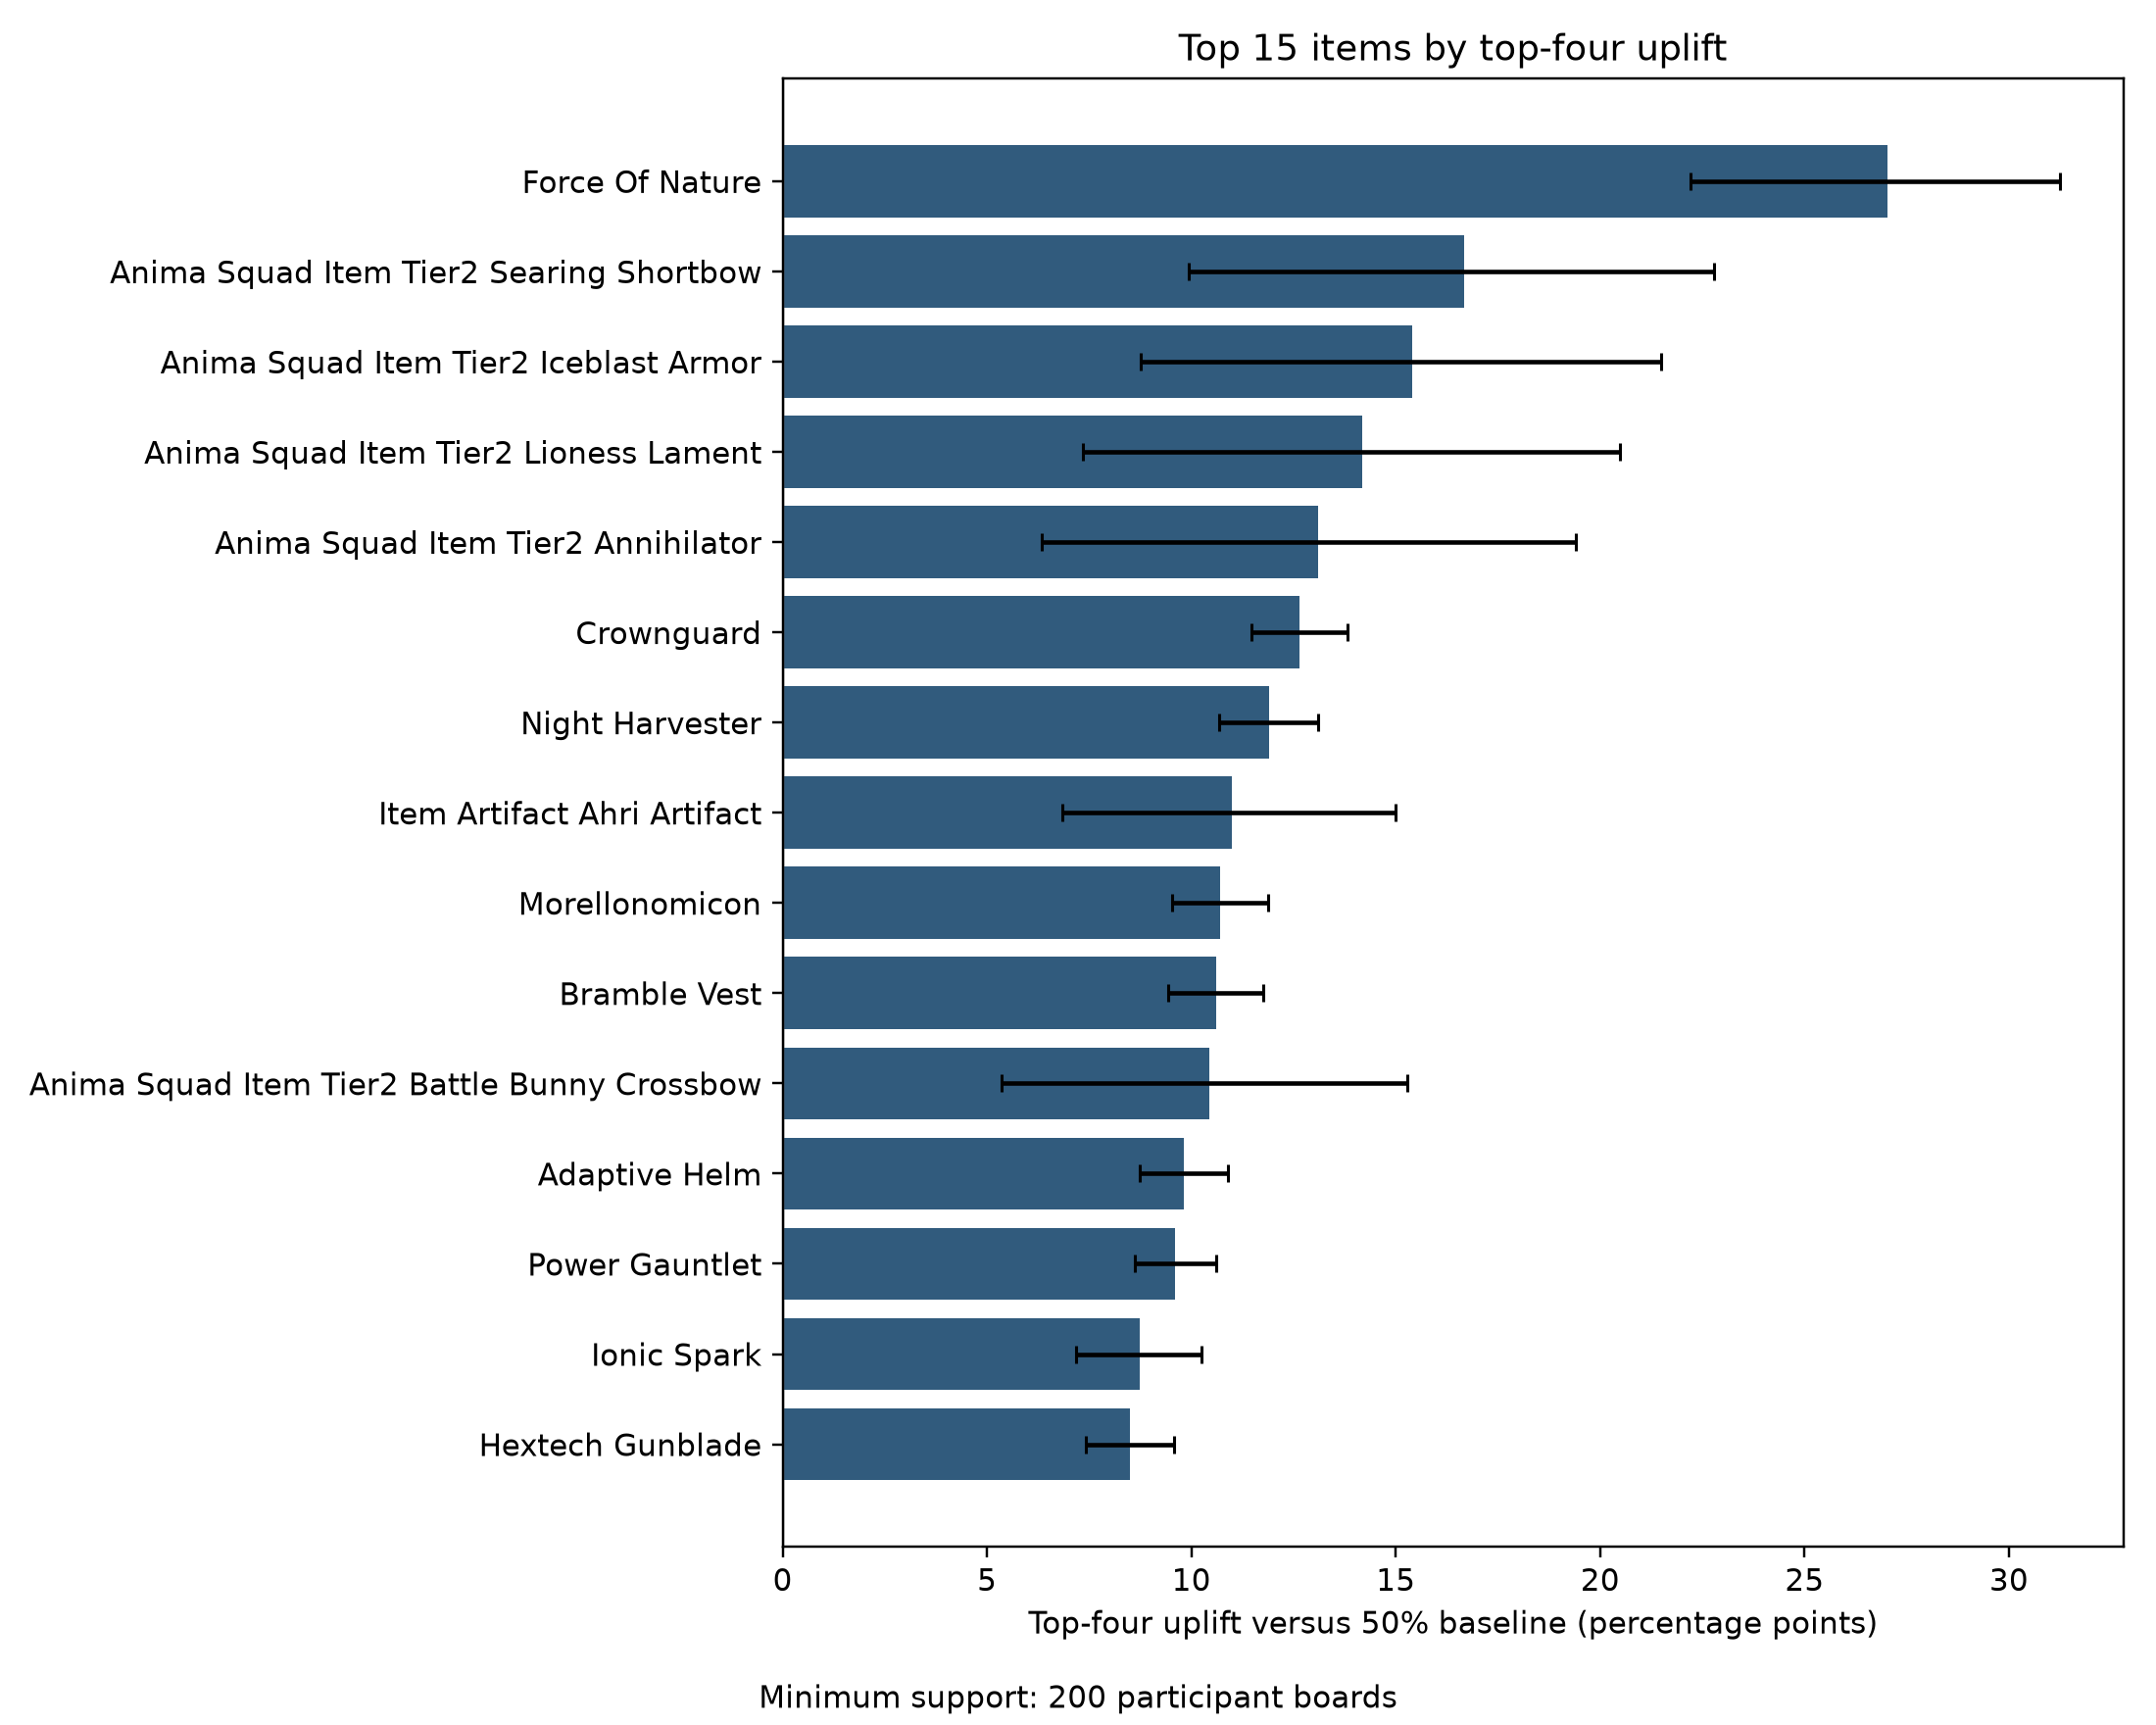 Top 15 items by top-four uplift
Force Of Nature
Anima Squad Item Tier2 Searing Shortbow
Anima Squad Item Tier2 Iceblast Armor
Anima Squad Item Tier2 Lioness Lament
Anima Squad Item Tier2 Annihilator
Crownguard
Night Harvester
Item Artifact Ahri Artifact
Morellonomicon
Bramble Vest
Anima Squad Item Tier2 Battle Bunny Crossbow
Adaptive Helm
Power Gauntlet
Ionic Spark
Hextech Gunblade
0 5 10 15 20 25 30
Top-four uplift versus 50% baseline (percentage points)
Minimum support: 200 participant boards